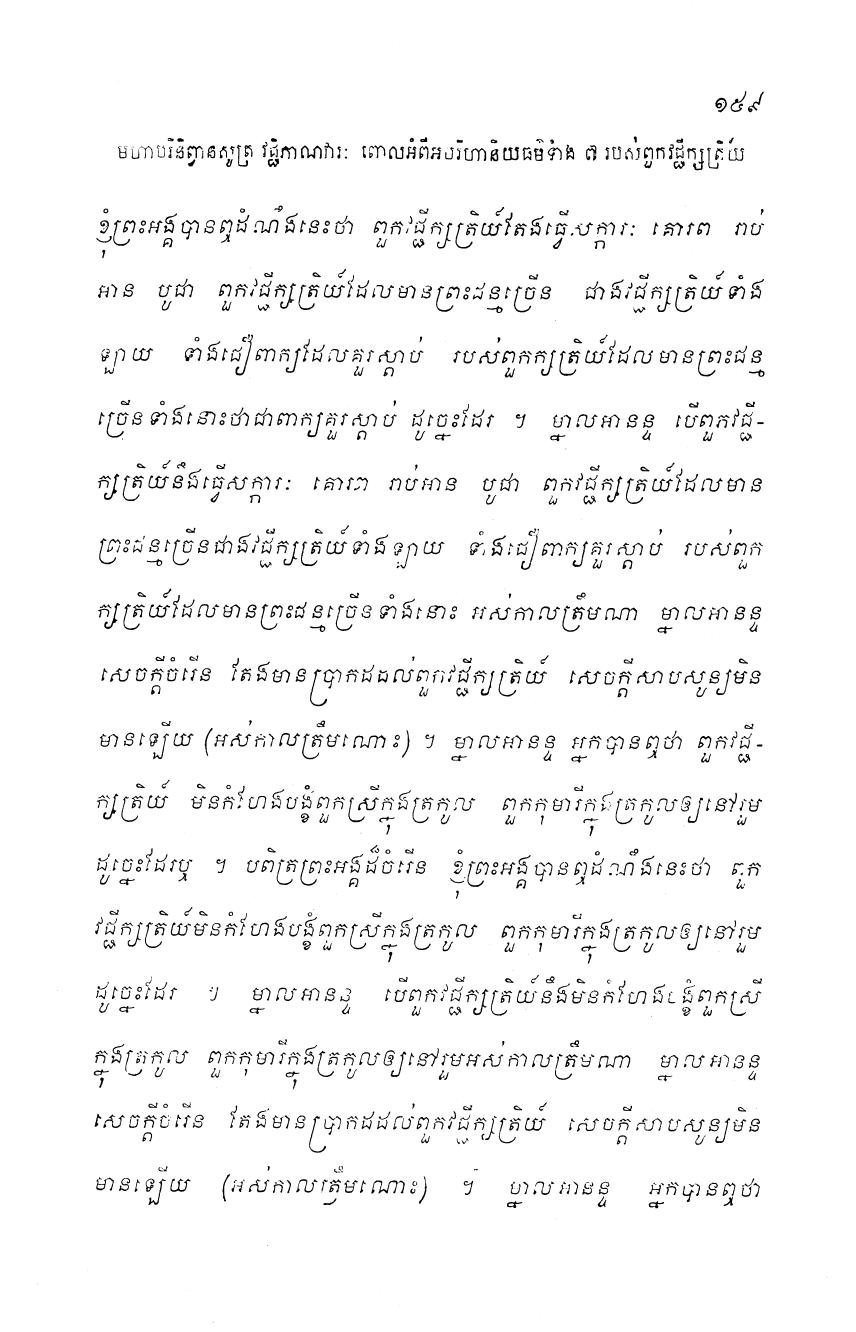 ១៥៩
មហាបរិនិព្វានសូត្រ វជ្ជិភាណវារៈ ពោលអំពីអបរិហានិយធម៌ទាំង ៧ របស់ពួកវជ្ជីក្សត្រិយ៍
ខ្ញុំព្រះអង្គបានឮដំណឹងនេះថា ពួកវជ្ជីក្សត្រិយ៍តែងធ្វើសក្ការៈ គោរព រាប់
អាន បូជា ពួកវជ្ជីក្សត្រិយ៍ដែលមានព្រះជន្មច្រើន ជាងវជ្ជីក្សត្រិយ៍ទាំង
ឡាយ ទាំងជឿពាក្យដែលគួរស្តាប់ របស់ពួកក្សត្រិយ៍ដែលមានព្រះជន្ម
ច្រើនទាំងនោះថាជាពាក្យគួរស្តាប់ ដូច្នេះដែរ ។ ម្នាលអានន្ទ បើពួកវជ្ជី-
ក្សត្រិយ៍នឹងធ្វើសក្ការៈ គោរព រាប់អាន បូជា ពួកវជ្ជីក្សត្រិយ៍ដែលមាន
ព្រះជន្មច្រើនជាងវជ្ជីក្សត្រិយ៍ទាំងឡាយ ទាំងជឿពាក្យគួរស្តាប់ របស់ពួក
ក្សត្រិយ៍ដែលមានព្រះជន្មច្រើនទាំងនោះ អស់កាលត្រឹមណា ម្នាលអានន្ទ
សេចក្តីចំរើន តែងមានប្រាកដដល់ពួកវជ្ជីក្សត្រិយ៍ សេចក្តីសាបសូន្យមិន
មានឡើយ (អស់កាលត្រឹមណោះ) ។ ម្នាលអានន្ទ អ្នកបានឮថា ពួកវជ្ជី-
ក្សត្រិយ៍ មិនកំហែងបង្ខំពួកស្រីក្នុងត្រកូល ពួកកុមារីក្នុងត្រកូលឲ្យនៅរួម
ដូច្នេះដែរឬ ។ បពិត្រព្រះអង្គដ៏ចំរើន ខ្ញុំព្រះអង្គបានឮដំណឹងនេះថា ពួក
វជ្ជីក្សត្រិយ៍មិនកំហែងបង្ខំពួកស្រីក្នុងត្រកូល ពួកកុមារីក្នុងត្រកូលឲ្យនៅរួម
ដូច្នេះដែរ ។ ម្នាលអានន្ទ បើពួកវជ្ជីក្សត្រិយ៍នឹងមិនកំហែងបង្ខំពួកស្រី
ក្នុងត្រកូល ពួកកុមារីក្នុងត្រកូលឲ្យនៅរួមអស់កាលត្រឹមណា ម្នាលអានន្ទ
សេចក្តីចំរើន តែងមានប្រាកដដល់ពួកវជ្ជីក្សត្រិយ៍ សេចក្តីសាបសូន្យមិន
មានឡើយ (អស់កាលត្រឹមណោះ) ។ ម្នាលអានន្ទ អ្នកបានឮថា